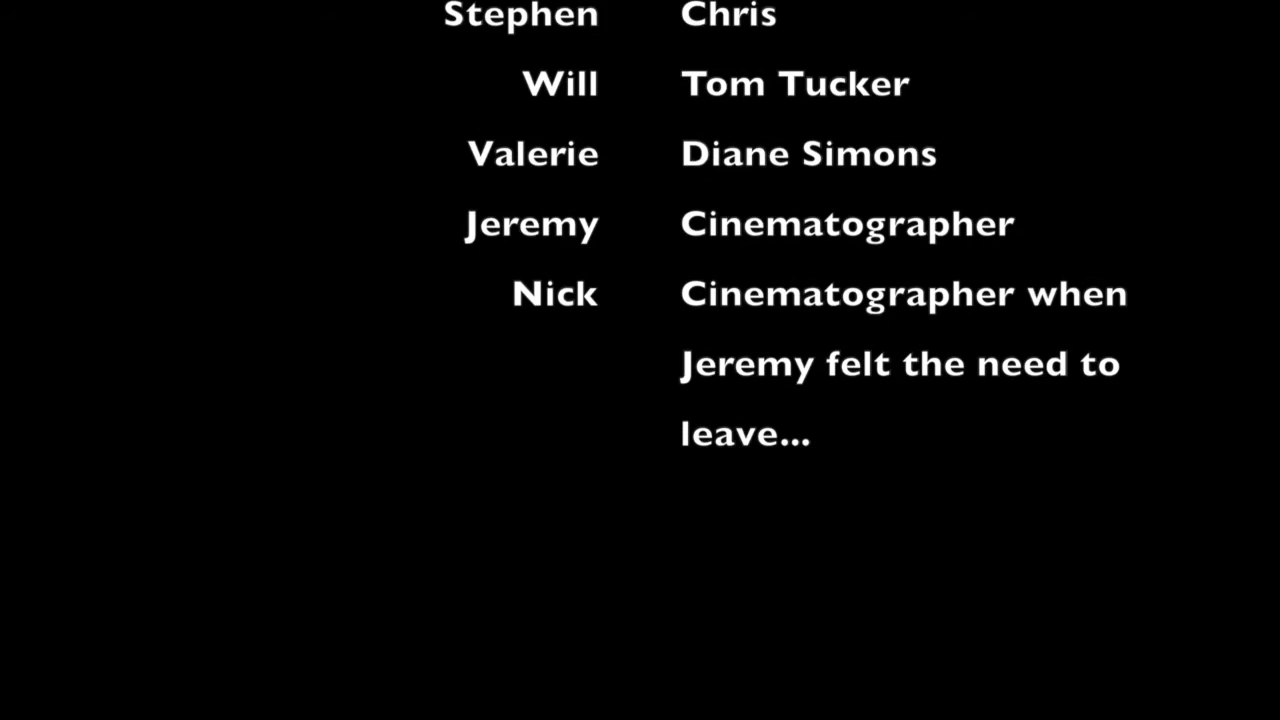 Stephen Chris
Will Tom Tucker
Valerie Diane Simons
Jeremy Cinematographer
Nick Cinematographer when
Jeremy felt the need to
leave...